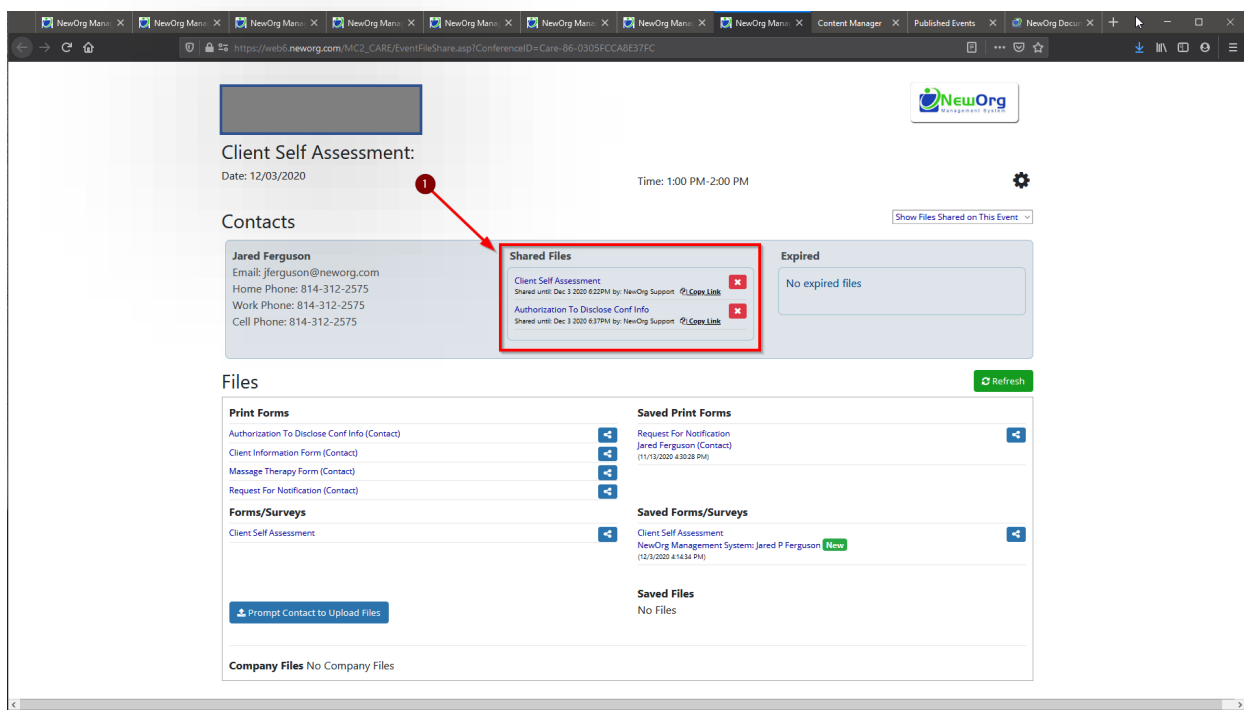 NewOrg Mana
NewOrg Mana
NewOrg Mana
NewOrg Mana
NewOrg Mana
NewOrg Mana
NewOrg Mana
NewOrg Mana
Content Manager
Published Events
NewOrg Docum
https://web6.neworg.com/MC2_CARE/EventFileShare.asp?ConferenceID=Care-86-0305FCCA8E37FC
NewOrg
Management System
Client Self Assessment:
Date: 12/03/2020
Time: 1:00 PM-2:00 PM
1
Contacts
Show Files Shared on This Event
Jared Ferguson
Email: jferguson@neworg.com
Home Phone: 814-312-2575
Work Phone: 814-312-2575
Cell Phone: 814-312-2575
Shared Files
Client Self Assessment
Shared until: Dec 3 2020 6:22PM by: NewOrg Support Copy Link
Authorization To Disclose Conf Info
Shared until: Dec 3 2020 6:37PM by: NewOrg Support Copy Link
Expired
No expired files
Files
Refresh
Print Forms
Authorization To Disclose Conf Info (Contact)
Client Information Form (Contact)
Massage Therapy Form (Contact)
Request For Notification (Contact)
Saved Print Forms
Request For Notification
Jared Ferguson (Contact)
(11/13/2020 4:30:28 PM)
Forms/Surveys
Client Self Assessment
Saved Forms/Surveys
Client Self Assessment
NewOrg Management System: Jared P Ferguson New
(12/3/2020 4:14:34 PM)
Prompt Contact to Upload Files
Saved Files
No Files
Company Files No Company Files